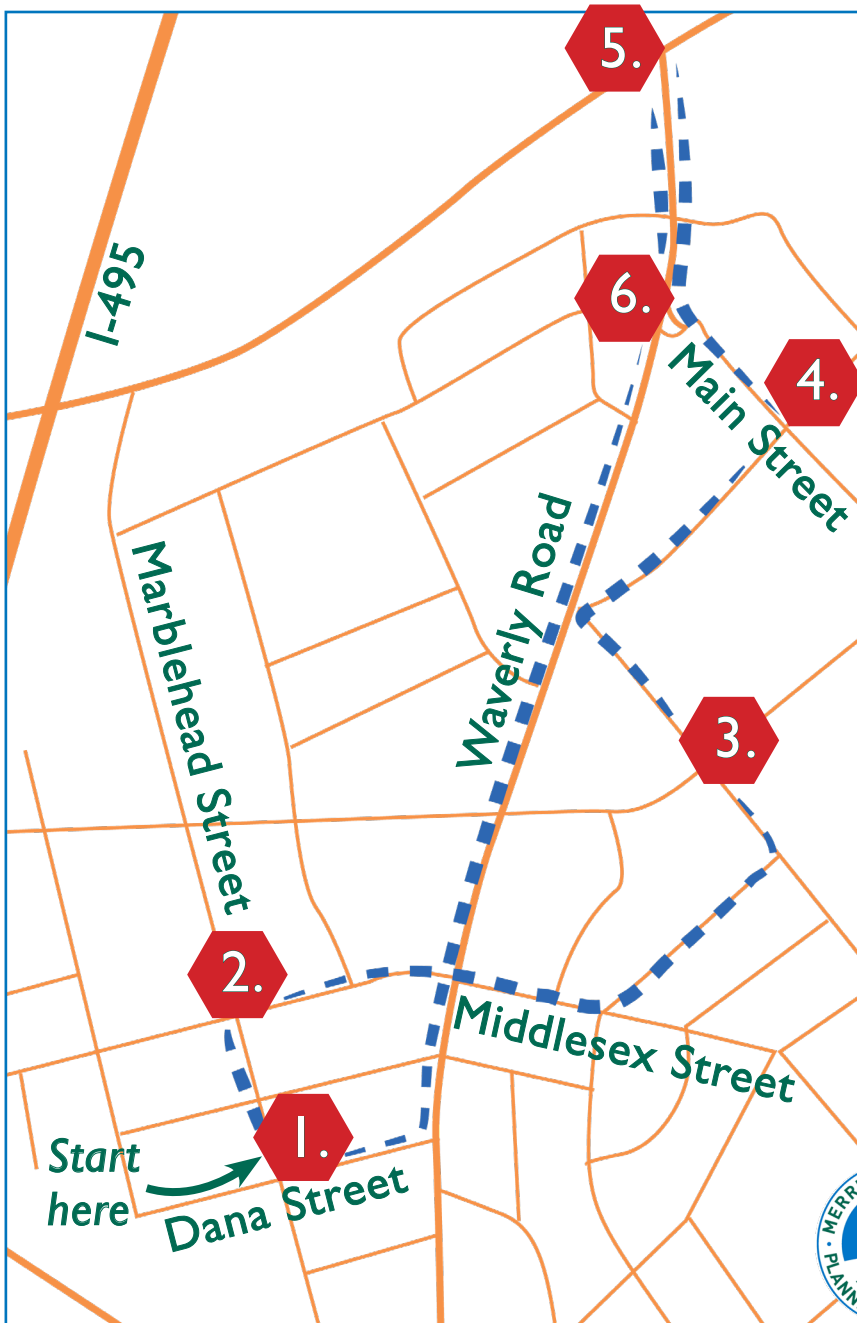 5.
I-495
6.
4.
Main Street
Waverly Road
Marblehead Street
3.
2.
Middlesex Street
1.
Start
here
Dana Street